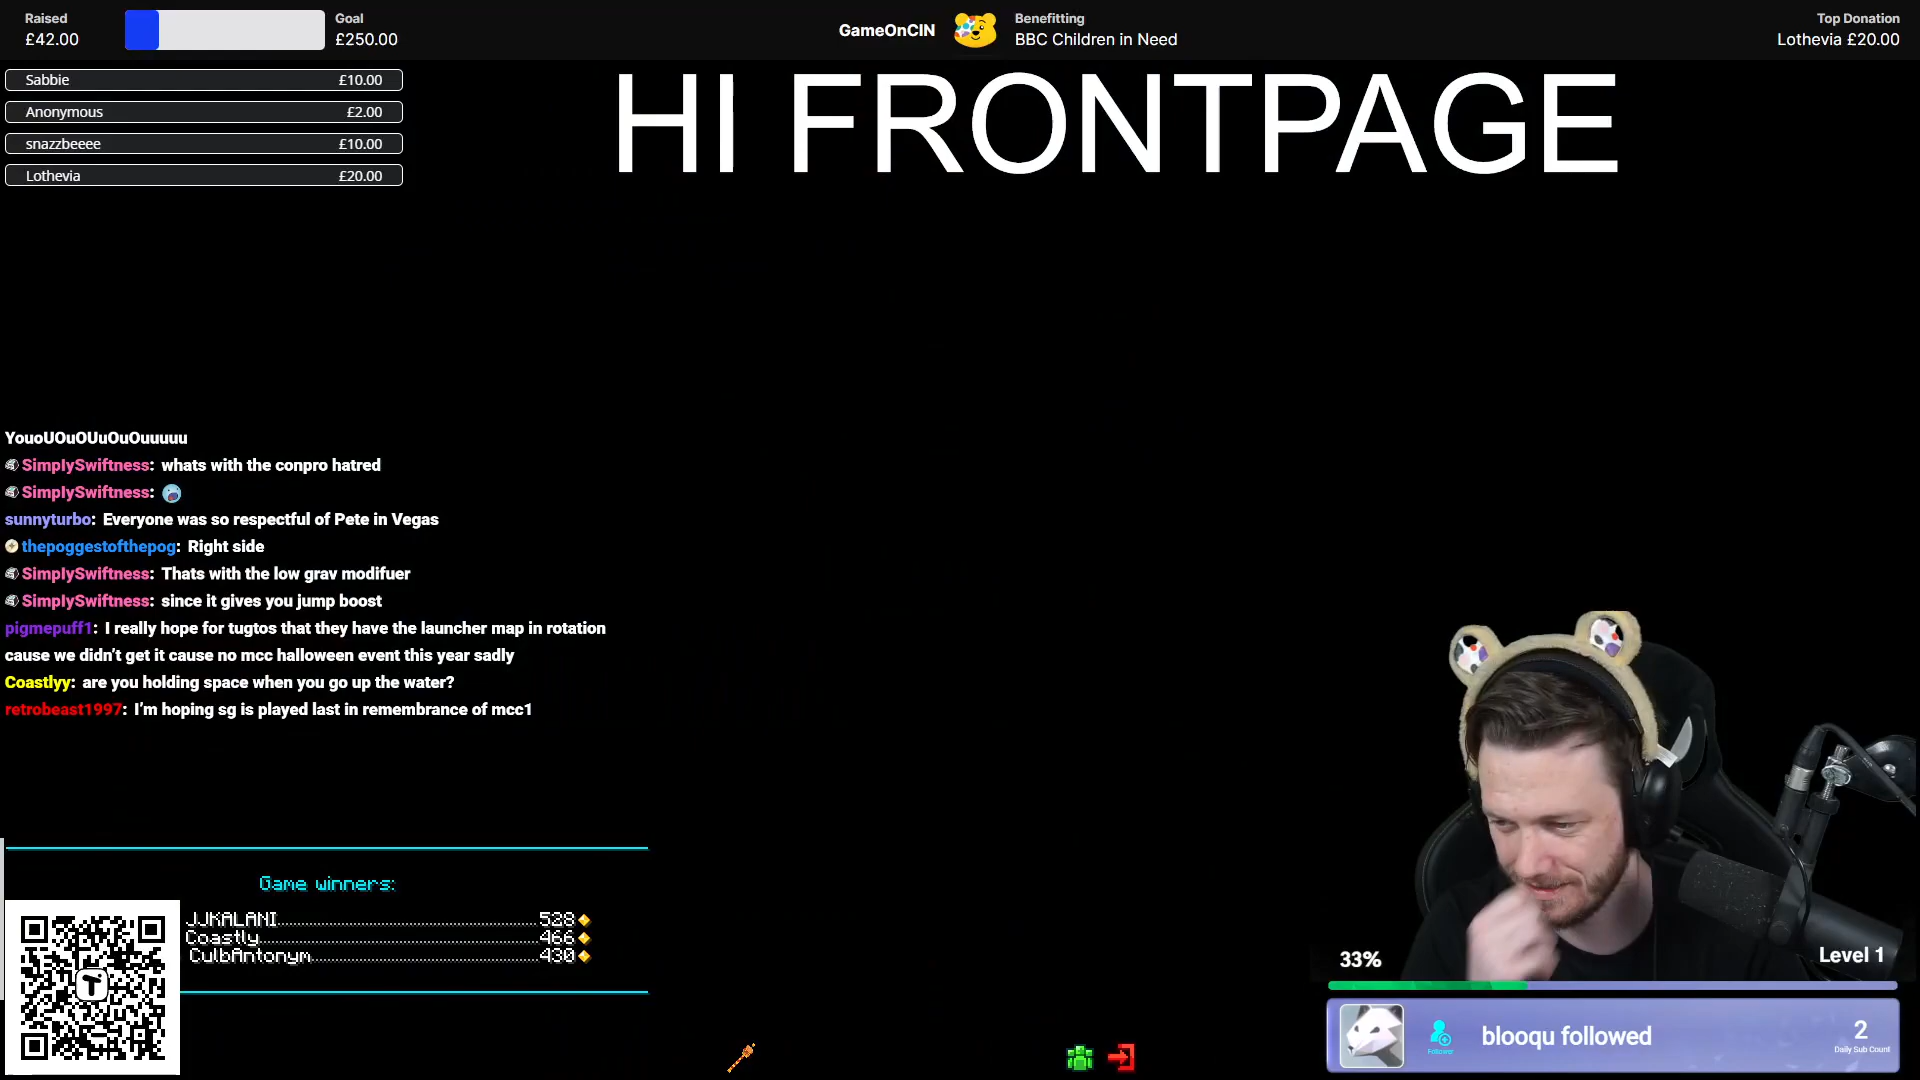 Raised
£42.00
Goal
£250.00
GameOnCIN
Benefitting
BBC Children in Need
Top Donation
Lothevia £20.00
HI FRONTPAGE
Sabbie £10.00
Anonymous £2.00
snazzbeeee £10.00
Lothevia £20.00
YouoUOuOUuOuOuuuuu
SimplySwiftness: whats with the conpro hatred
SimplySwiftness:
sunnyturbo: Everyone was so respectful of Pete in Vegas
thepoggestofthepog: Right side
SimplySwiftness: Thats with the low grav modifuer
SimplySwiftness: since it gives you jump boost
pigmepuff1: I really hope for tugtos that they have the launcher map in rotation
cause we didn't get it cause no mcc halloween event this year sadly
Coastlyy: are you holding space when you go up the water?
retrobeast1997: I'm hoping sg is played last in remembrance of mcc1
Game winners:
JJKALANI 528
Coastly 466
CulbAntonym 430
33%
Level 1
Follower
blooqu followed
2
Daily Sub Count